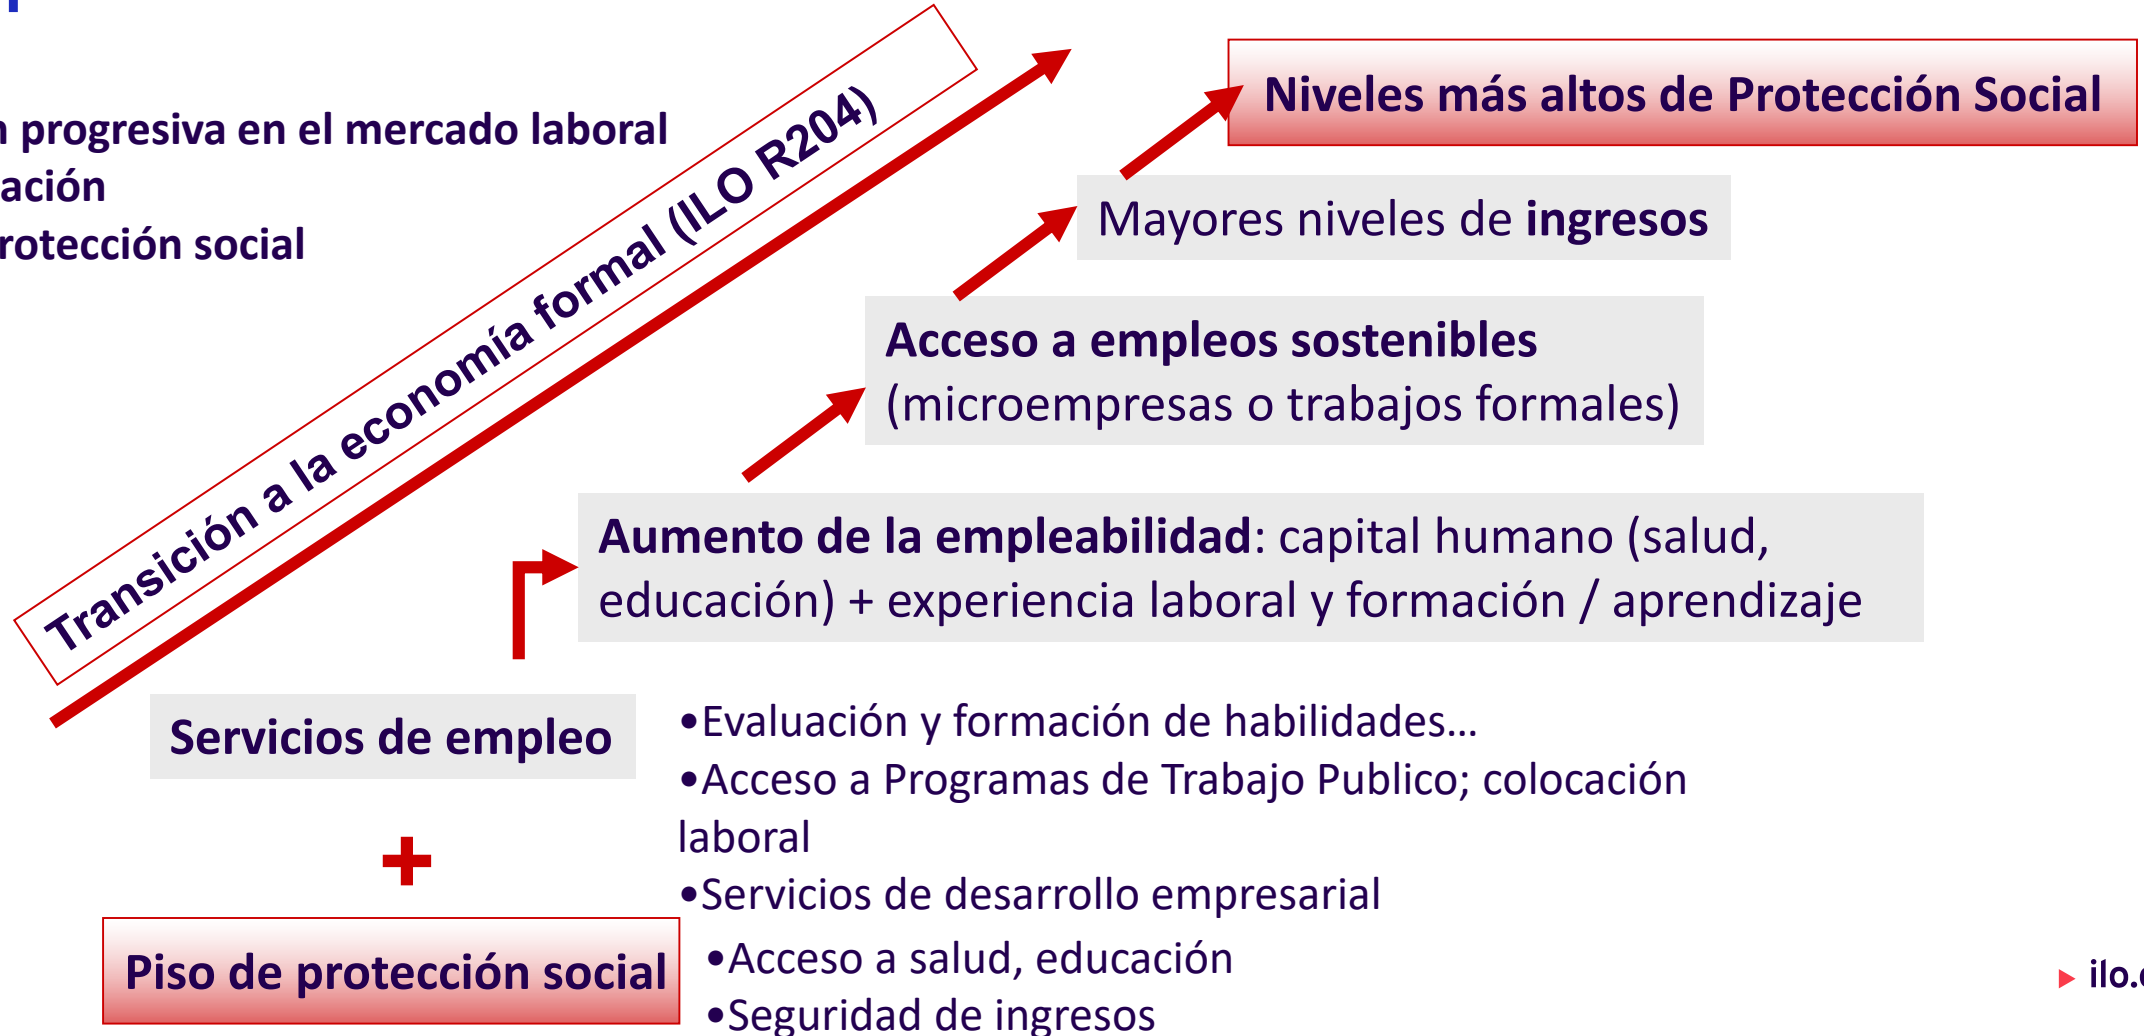 progresiva en el mercado laboral
protección social
Transición a la economía formal (ILO R204)
Niveles más altos de Protección Social
Mayores niveles de ingresos
Acceso a empleos sostenibles
(microempresas o trabajos formales)
Aumento de la empleabilidad: capital humano (salud,
educación) + experiencia laboral y formación / aprendizaje
Servicios de empleo
•Evaluación y formación de habilidades...
•Acceso a Programas de Trabajo Publico; colocación
laboral
•Servicios de desarrollo empresarial
+
Piso de protección social
•Acceso a salud, educación
•Seguridad de ingresos
ilo.